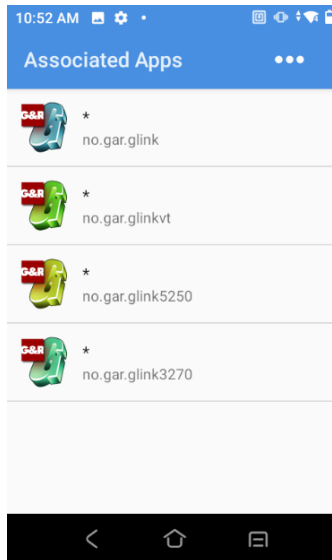 10:52 AM
Associated Apps
G&R
*
no.gar.glink
G&R
*
no.gar.glinkvt
G&R
*
no.gar.glink5250
G&R
*
no.gar.glink3270